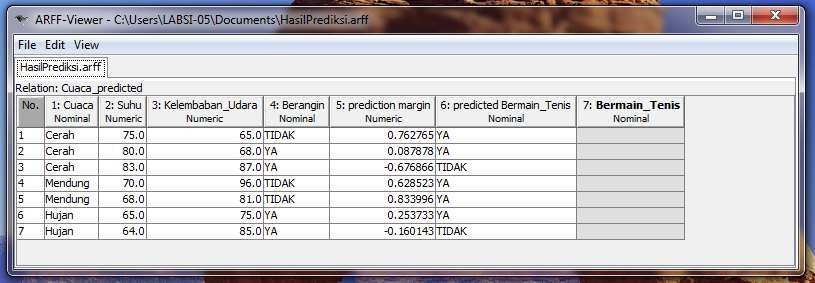 ARFF-Viewer - C:\Users\LABSI-05\Documents\HasilPrediksi.arff
File Edit View
HasilPrediksi.arff
Relation: Cuaca_predicted
No. 1: Cuaca 2: Suhu 3: Kelembaban_Udara 4: Berangin 5: prediction margin 6: predicted Bermain_Tenis 7: Bermain_Tenis
Nominal Numeric Numeric Nominal Numeric Nominal Nominal
1 Cerah 75.0 65.0 TIDAK 0.762765 YA
2 Cerah 80.0 68.0 YA 0.087878 YA
3 Cerah 83.0 87.0 YA -0.676866 TIDAK
4 Mendung 70.0 96.0 TIDAK 0.628523 YA
5 Mendung 68.0 81.0 TIDAK 0.833996 YA
6 Hujan 65.0 75.0 YA 0.253733 YA
7 Hujan 64.0 85.0 YA -0.160143 TIDAK